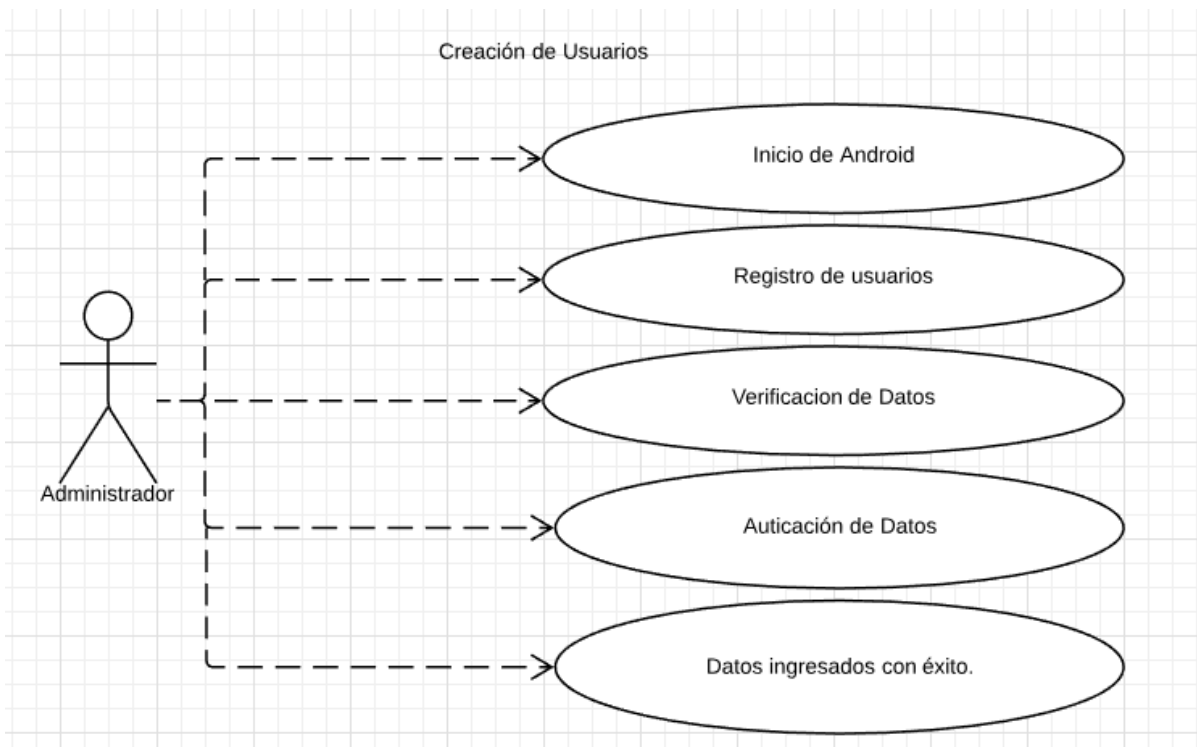 Creación de Usuarios
Inicio de Android
Registro de usuarios
Verificacion de Datos
Administrador
Auticación de Datos
Datos ingresados con éxito.